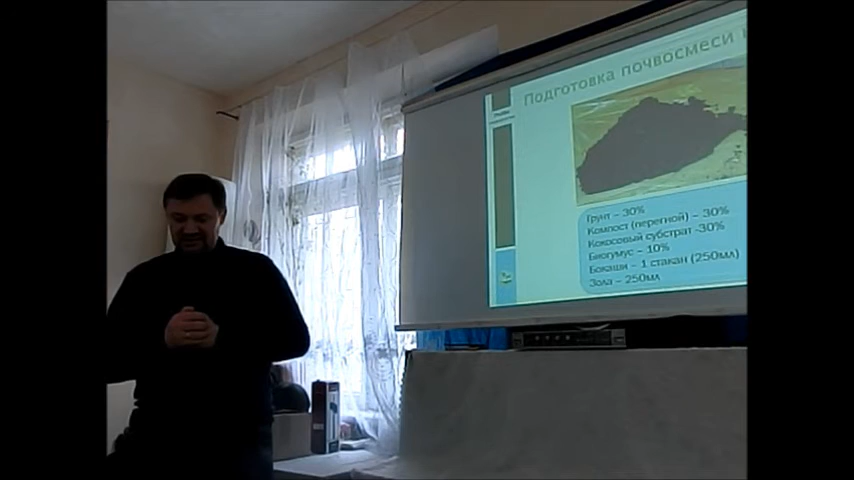 Подготовка почвосмеси
Грунт – 30%
Компост (перегной) – 30%
Кокосовый субстрат -30%
Биогумус – 10%
Бокаши – 1 стакан (250мл)
Зола – 250мл